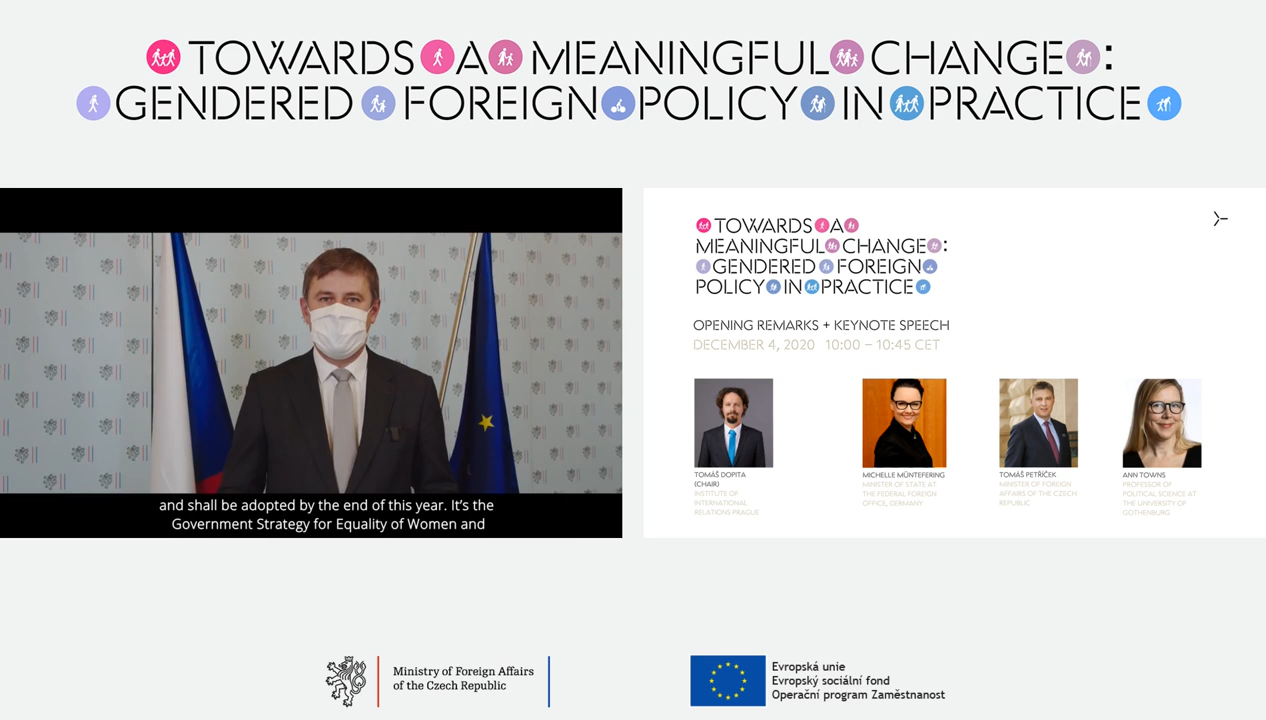 TOWARDS A MEANINGFUL CHANGE:
GENDERED FOREIGN POLICY IN PRACTICE
and shall be adopted by the end of this year. It's the
Government Strategy for Equality of Women and
TOWARDS A
MEANINGFUL CHANGE:
GENDERED FOREIGN
POLICY IN PRACTICE
OPENING REMARKS + KEYNOTE SPEECH
DECEMBER 4, 2020 10:00 – 10:45 CET
TOMÁŠ DOPITA
(CHAIR)
INSTITUTE OF
INTERNATIONAL
RELATIONS PRAGUE
MICHELLE MÜNTEFERING
MINISTER OF STATE AT
THE FEDERAL FOREIGN
OFFICE, GERMANY
TOMÁŠ PETŘÍČEK
MINISTER OF FOREIGN
AFFAIRS OF THE CZECH
REPUBLIC
ANN TOWNS
PROFESSOR OF
POLITICAL SCIENCE AT
THE UNIVERSITY OF
GOTHENBURG
Ministry of Foreign Affairs
of the Czech Republic
Evropská unie
Evropský sociální fond
Operační program Zaměstnanost